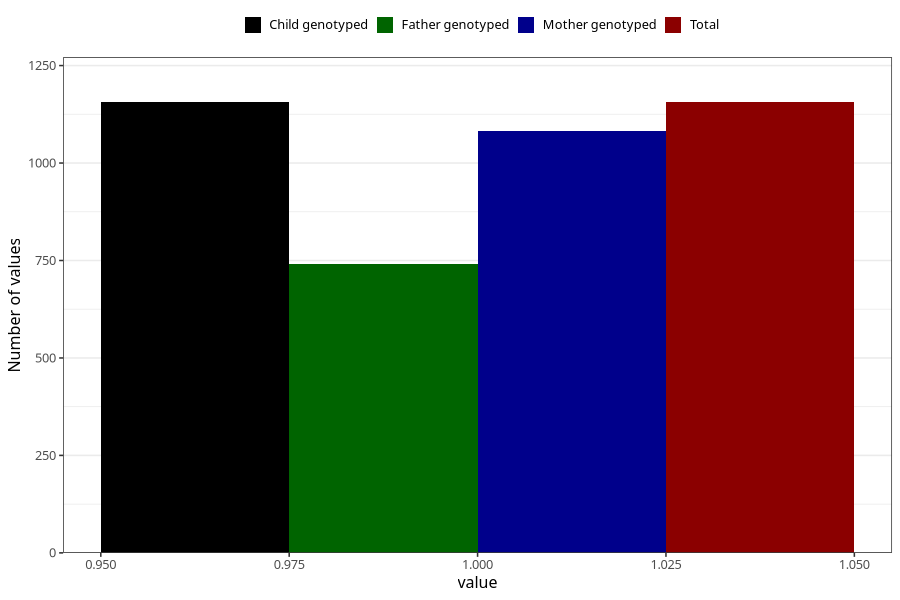 Child genotyped Father genotyped Mother genotyped Total
1250
1000
750
500
250
0
Number of values
0.950 0.975 1.000 1.025 1.050
value